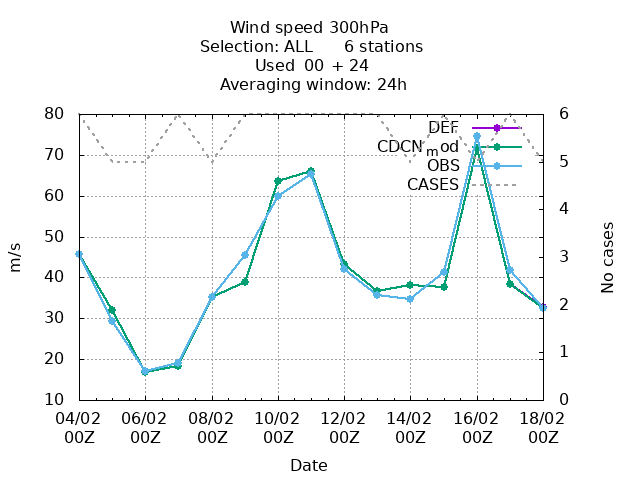 Wind speed 300hPa
Selection: ALL 6 stations
Used 00 + 24
Averaging window: 24h
80
70
60
50
40
30
20
10
m/s
6
5
4
3
2
1
0
No cases
DEF
CDCN_mod
OBS
CASES
04/02 06/02 08/02 10/02 12/02 14/02 16/02 18/02
00Z 00Z 00Z 00Z 00Z 00Z 00Z 00Z
Date